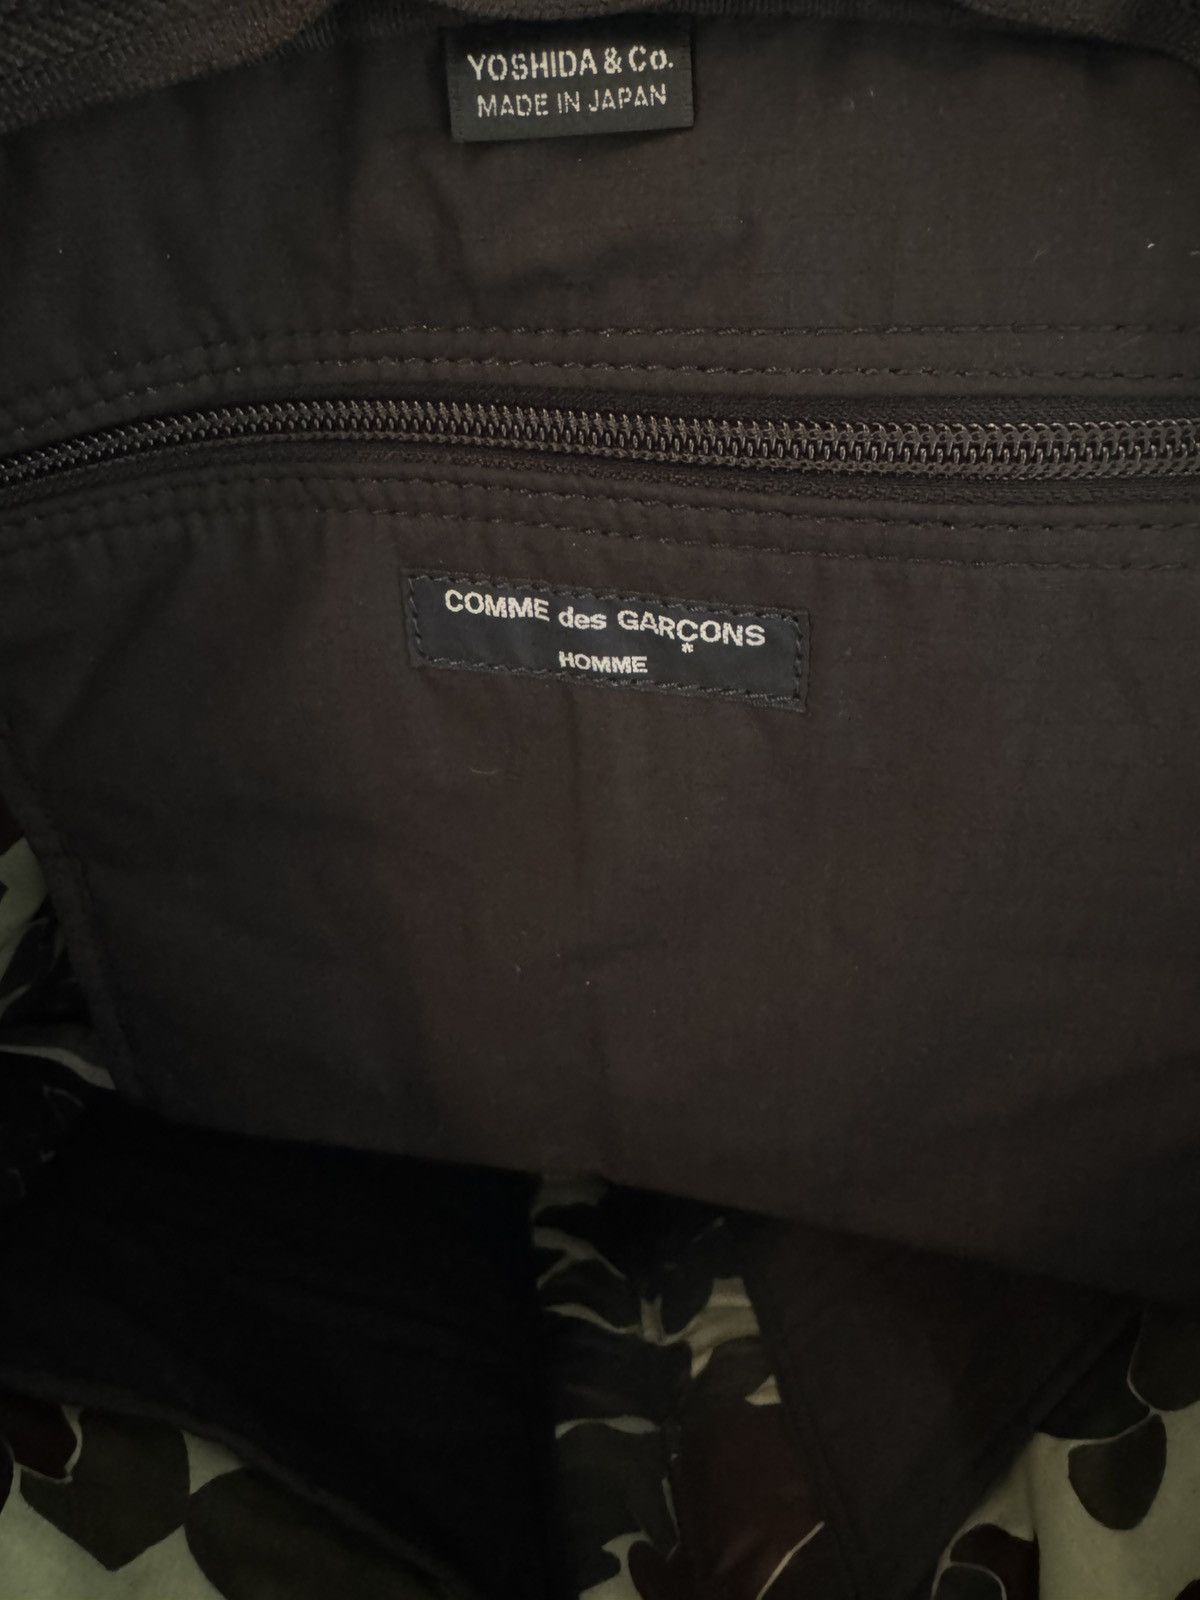 YOSHIDA & Co.
MADE IN JAPAN
COMME des GARÇONS
*
HOMME